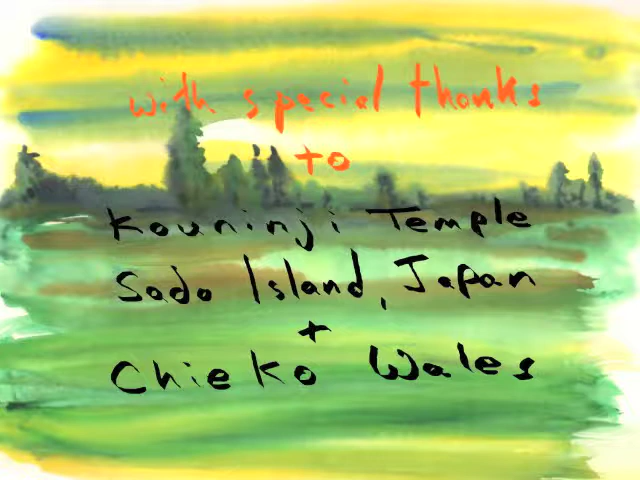 with special thanks
to
Kouninji Temple
Sado Island, Japan
+
Chieko Wales